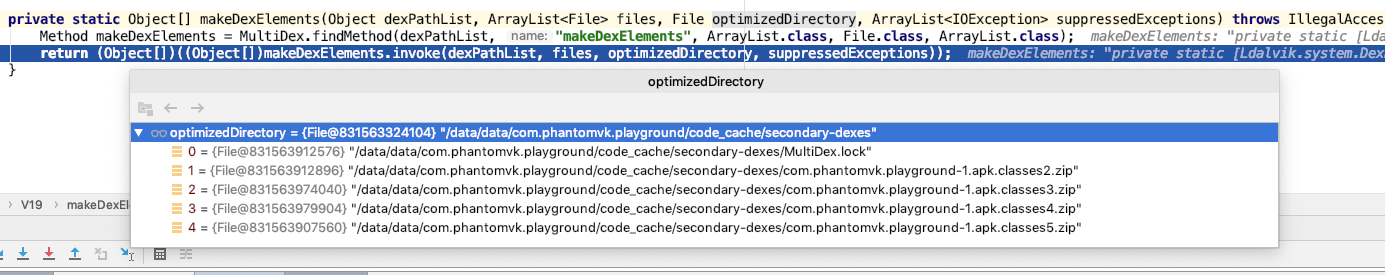 private static Object[] makeDexElements(Object dexPathList, ArrayList<File> files, File optimizedDirectory, ArrayList<IOException> suppressedExceptions) throws IllegalAcces
Method makeDexElements = MultiDex.findMethod(dexPathList, name: "makeDexElements", ArrayList.class, File.class, ArrayList.class); makeDexElements: "private static [Lda
return (Object[])((Object[])makeDexElements.invoke(dexPathList, files, optimizedDirectory, suppressedExceptions)); makeDexElements: "private static [Ldalvik.system.Dex
}
optimizedDirectory
optimizedDirectory = {File@831563324104} "/data/data/com.phantomvk.playground/code_cache/secondary-dexes"
0 = {File@831563912576} "/data/data/com.phantomvk.playground/code_cache/secondary-dexes/MultiDex.lock"
1 = {File@831563912896} "/data/data/com.phantomvk.playground/code_cache/secondary-dexes/com.phantomvk.playground-1.apk.classes2.zip"
2 = {File@831563974040} "/data/data/com.phantomvk.playground/code_cache/secondary-dexes/com.phantomvk.playground-1.apk.classes3.zip"
3 = {File@831563979904} "/data/data/com.phantomvk.playground/code_cache/secondary-dexes/com.phantomvk.playground-1.apk.classes4.zip"
4 = {File@831563907560} "/data/data/com.phantomvk.playground/code_cache/secondary-dexes/com.phantomvk.playground-1.apk.classes5.zip"
V19 › makeDexEl